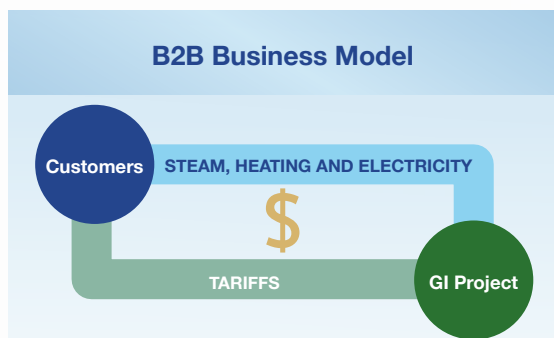 B2B Business Model
Customers
STEAM, HEATING AND ELECTRICITY
$
TARIFFS
GI Project